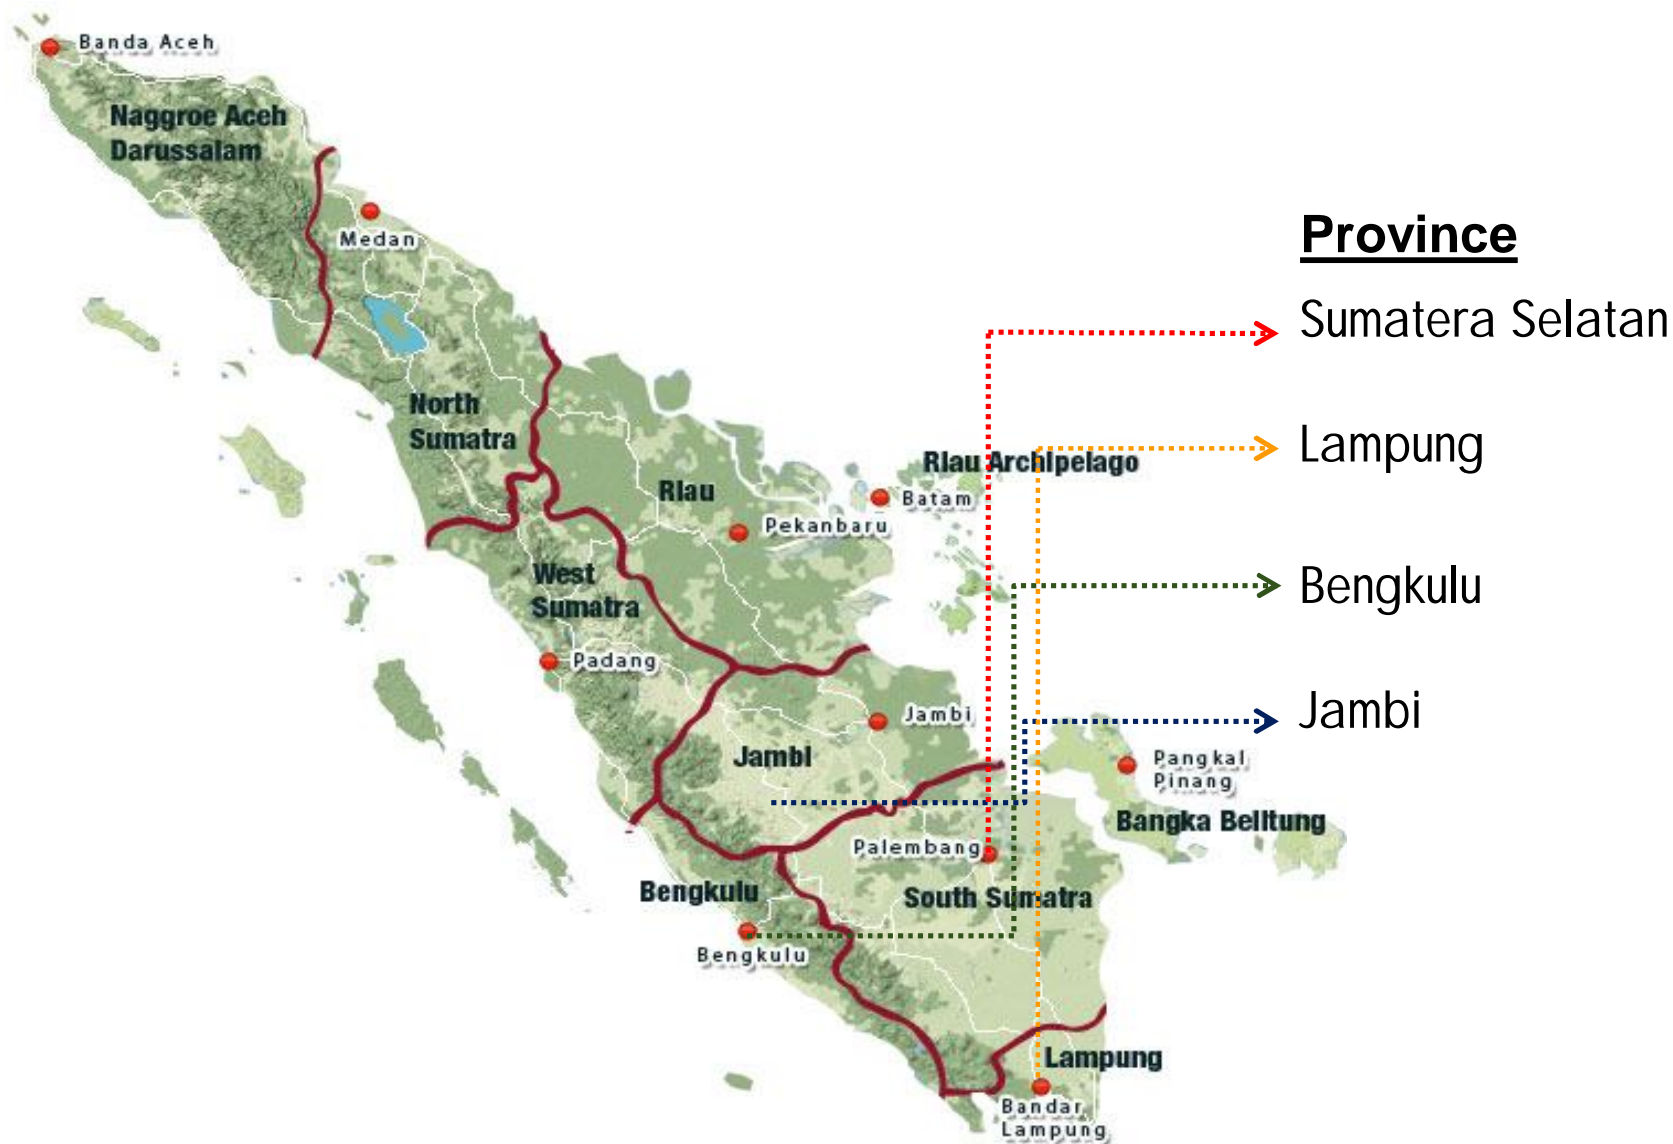 Banda Aceh
Naggroe Aceh
Darussalam
Medan
Province
Sumatera Selatan
North
Sumatra
Lampung
Riau Archipelago
Riau
Batam
Pekanbaru
West
Sumatra
Bengkulu
Padang
Jambi
Jambi
Jambi
Pangkal
Pinang
Bangka Belitung
Palembang
Bengkulu
South Sumatra
Bengkulu
Lampung
Bandar
Lampung